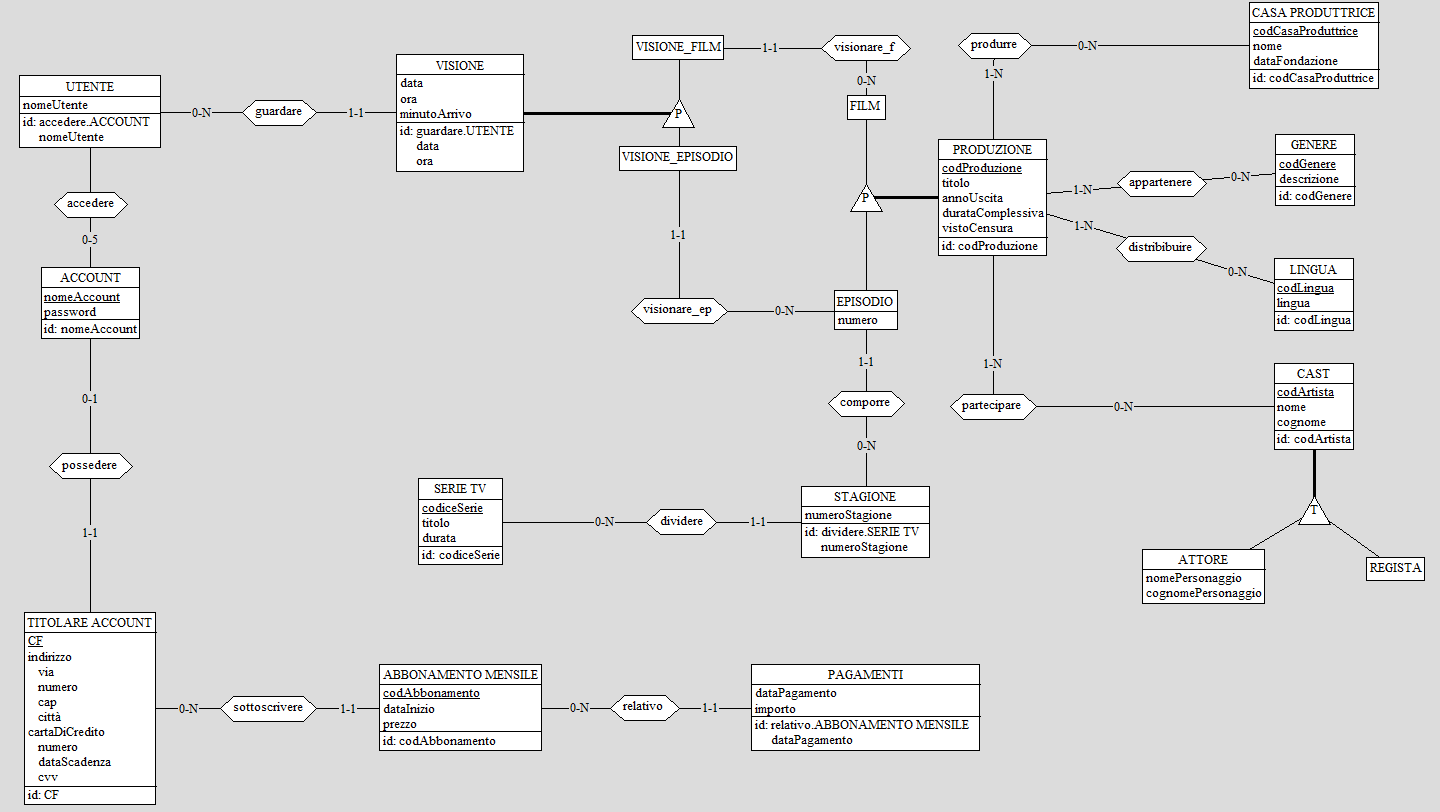 CASA PRODUTTRICE
codCasaProduttrice
nome
dataFondazione
id: codCasaProduttrice
produrre
0-N
1-N
VISIONE_FILM
1-1
visionare_f
0-N
FILM
VISIONE
data
ora
minutoArrivo
id: guardare.UTENTE
data
ora
UTENTE
nomeUtente
id: accedere.ACCOUNT
nomeUtente
0-N
guardare
1-1
P
VISIONE_EPISODIO
P
PRODUZIONE
codProduzione
titolo
annoUscita
durataComplessiva
vistoCensura
id: codProduzione
GENERE
codGenere
descrizione
id: codGenere
1-N
appartenere
0-N
1-N
distribibuire
0-N
LINGUA
codLingua
lingua
id: codLingua
accedere
0-5
ACCOUNT
nomeAccount
password
id: nomeAccount
1-1
visionare_ep
0-N
EPISODIO
numero
1-1
comporre
0-N
1-N
partecipare
0-N
CAST
codArtista
nome
cognome
id: codArtista
T
ATTORE
nomePersonaggio
cognomePersonaggio
REGISTA
0-1
possedere
1-1
SERIE TV
codiceSerie
titolo
durata
id: codiceSerie
0-N
dividere
1-1
STAGIONE
numeroStagione
id: dividere.SERIE TV
numeroStagione
TITOLARE ACCOUNT
CF
indirizzo
via
numero
cap
città
cartaDiCredito
numero
dataScadenza
cvv
id: CF
0-N
sottoscrivere
1-1
ABBONAMENTO MENSILE
codAbbonamento
dataInizio
prezzo
id: codAbbonamento
0-N
relativo
1-1
PAGAMENTI
dataPagamento
importo
id: relativo.ABBONAMENTO MENSILE
dataPagamento